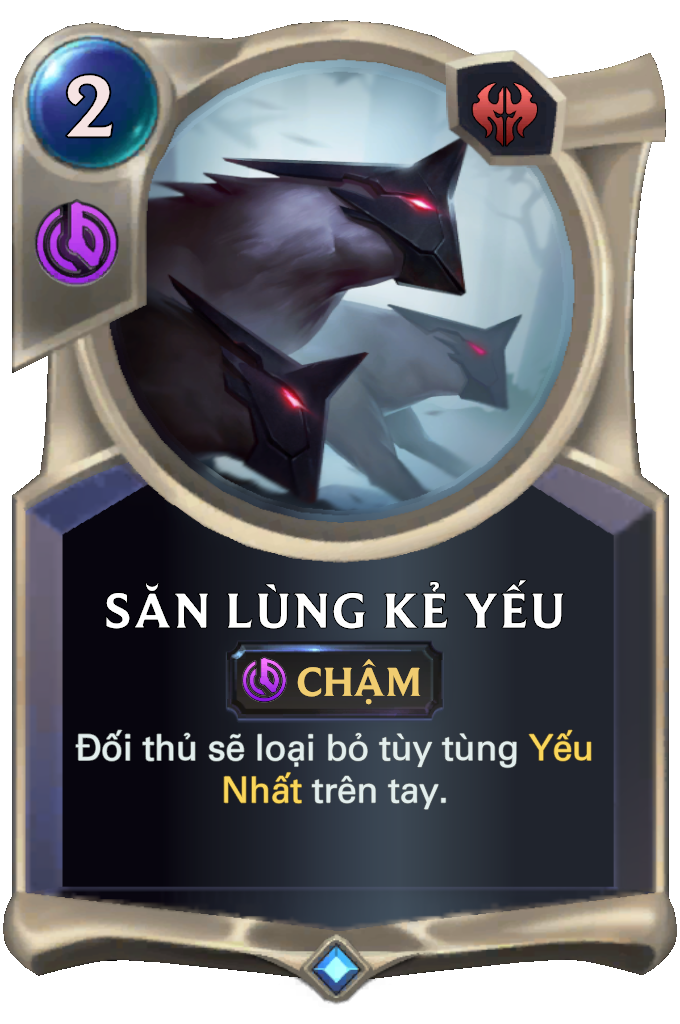 2
SĂN LÙNG KẺ YẾU
CHẬM
Đối thủ sẽ loại bỏ tùy tùng Yếu
Nhất trên tay.